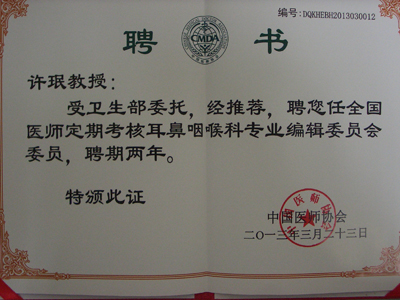 编号:DQKHEBH2013030012
聘 书
CMDA
许珉教授：
受卫生部委托，经推荐，聘您任全国
医师定期考核耳鼻咽喉科专业编辑委员会
委员，聘期两年。
特颁此证
中国医师协会
二〇一三年三月二十三日